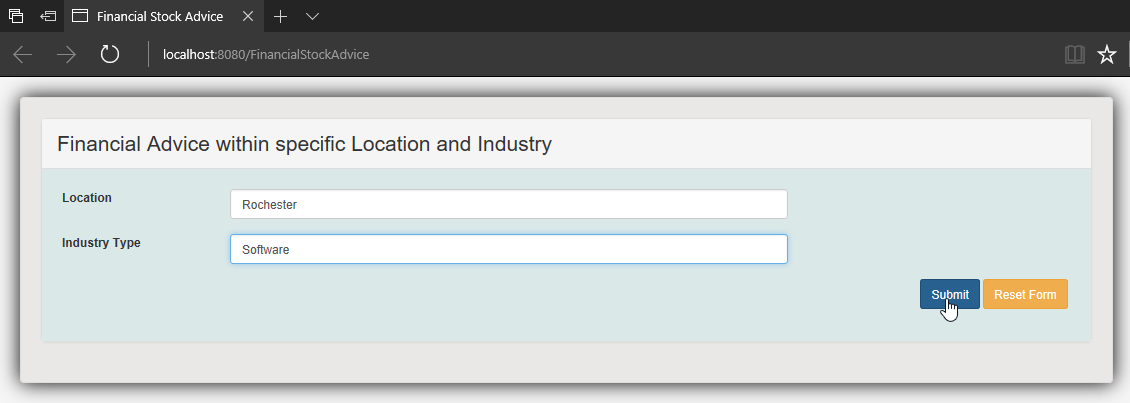 Financial Stock Advice
localhost:8080/FinancialStockAdvice
Financial Advice within specific Location and Industry
Location
Rochester
Industry Type
Software
Submit Reset Form